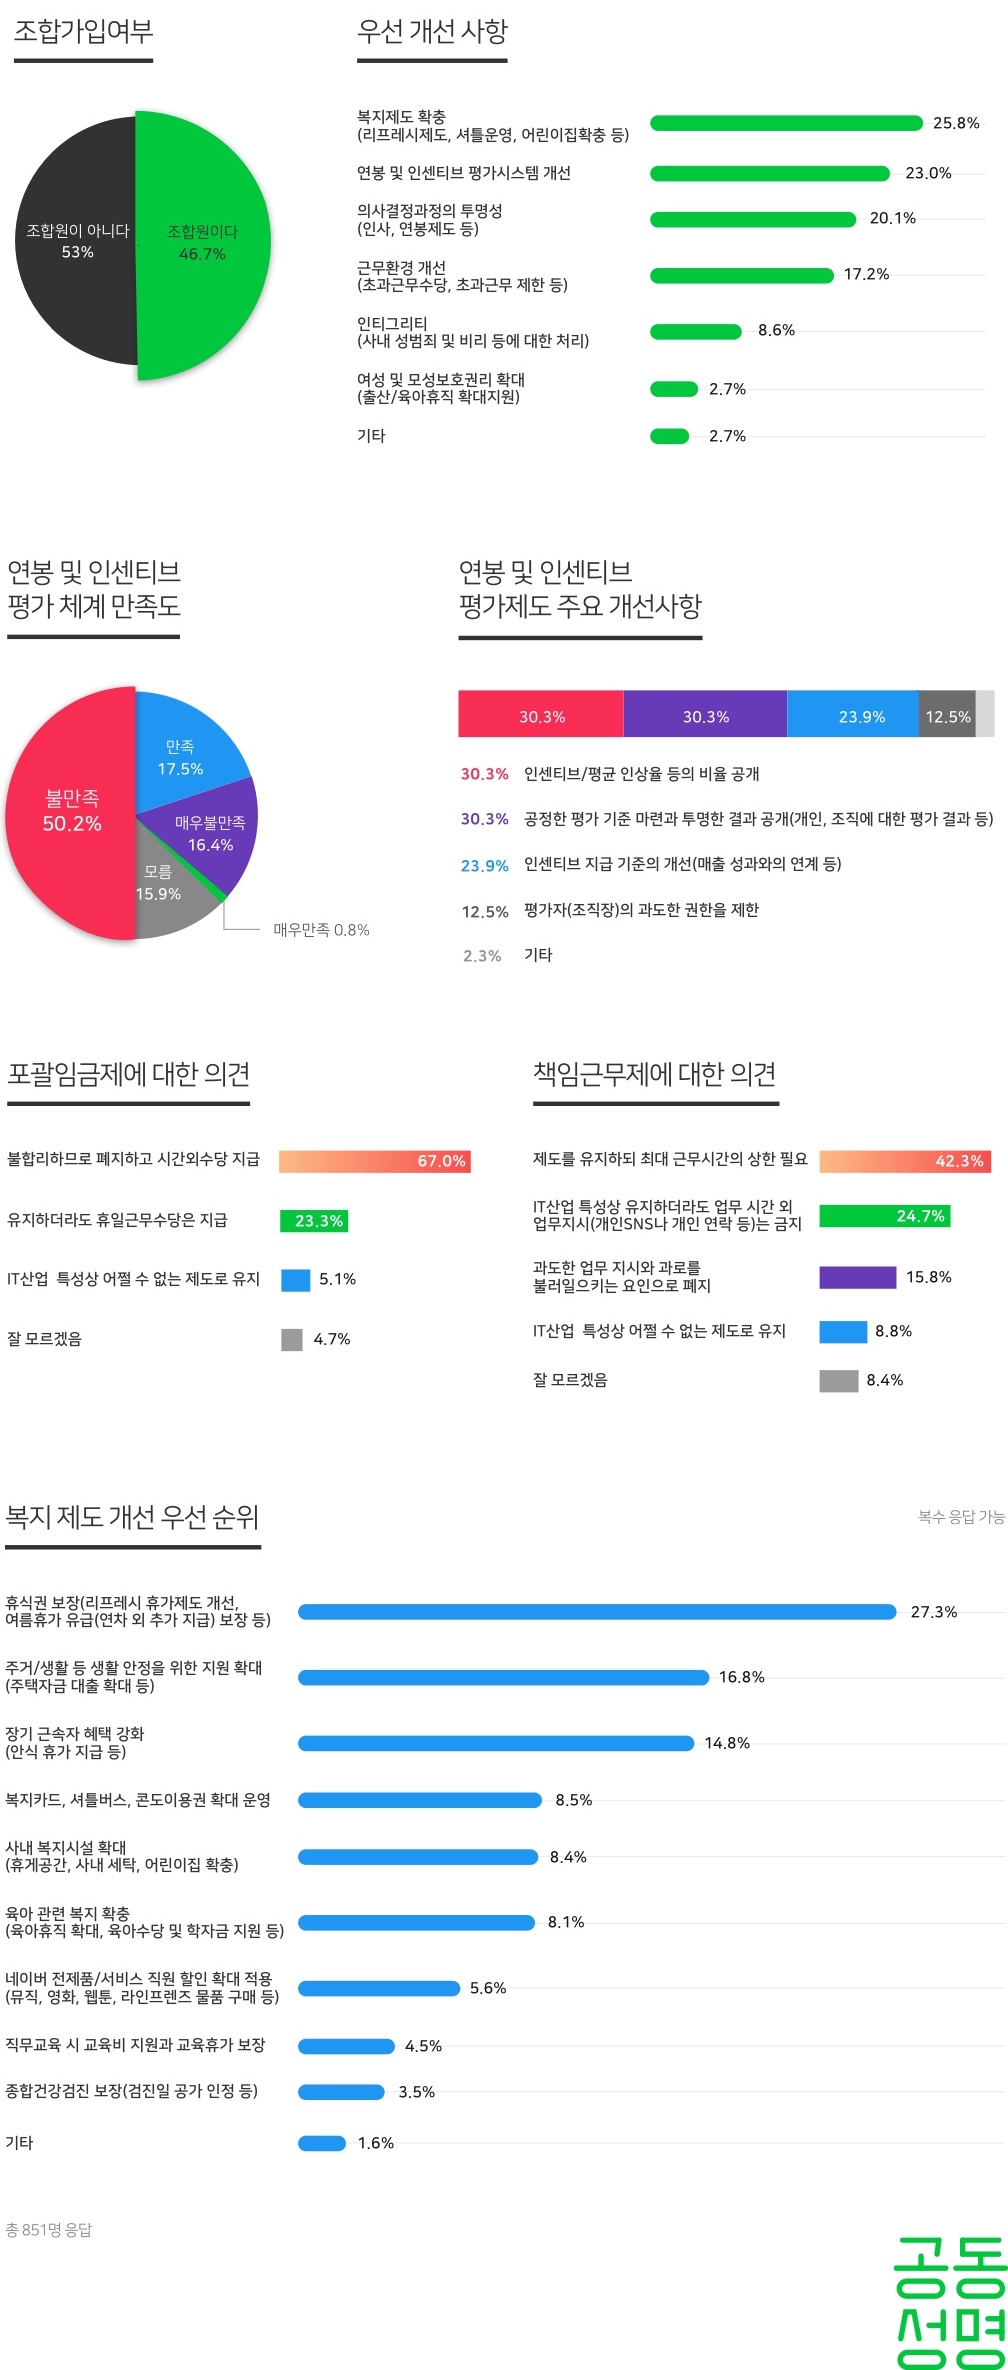 조합가입여부
조합원이 아니다
53%
조합원이다
46.7%
우선 개선 사항
복지제도 확충
(리프레시제도, 셔틀운영, 어린이집확충 등)
25.8%
연봉 및 인센티브 평가시스템 개선
23.0%
의사결정과정의 투명성
(인사, 연봉제도 등)
20.1%
근무환경 개선
(초과근무수당, 초과근무 제한 등)
17.2%
인티그리티
(사내 성범죄 및 비리 등에 대한 처리)
8.6%
여성 및 모성보호권리 확대
(출산/육아휴직 확대지원)
2.7%
기타
2.7%
연봉 및 인센티브
평가 체계 만족도
만족
17.5%
불만족
50.2%
매우불만족
16.4%
모름
15.9%
매우만족 0.8%
연봉 및 인센티브
평가제도 주요 개선사항
30.3% 30.3% 23.9% 12.5%
30.3% 인센티브/평균 인상율 등의 비율 공개
30.3% 공정한 평가 기준 마련과 투명한 결과 공개(개인, 조직에 대한 평가 결과 등)
23.9% 인센티브 지급 기준의 개선(매출 성과와의 연계 등)
12.5% 평가자(조직장)의 과도한 권한을 제한
2.3% 기타
포괄임금제에 대한 의견
불합리하므로 폐지하고 시간외수당 지급 67.0%
유지하더라도 휴일근무수당은 지급 23.3%
IT산업 특성상 어쩔 수 없는 제도로 유지 5.1%
잘 모르겠음 4.7%
책임근무제에 대한 의견
제도를 유지하되 최대 근무시간의 상한 필요 42.3%
IT산업 특성상 유지하더라도 업무 시간 외
업무지시(개인SNS나 개인 연락 등)는 금지
24.7%
과도한 업무 지시와 과로를
불러일으키는 요인으로 폐지
15.8%
IT산업 특성상 어쩔 수 없는 제도로 유지 8.8%
잘 모르겠음 8.4%
복지 제도 개선 우선 순위
복수 응답 가능
휴식권 보장(리프레시 휴가제도 개선,
여름휴가 유급(연차 외 추가 지급) 보장 등)
27.3%
주거/생활 등 생활 안정을 위한 지원 확대
(주택자금 대출 확대 등)
16.8%
장기 근속자 혜택 강화
(안식 휴가 지급 등)
14.8%
복지카드, 셔틀버스, 콘도이용권 확대 운영 8.5%
사내 복지시설 확대
(휴게공간, 사내 세탁, 어린이집 확충)
8.4%
육아 관련 복지 확충
(육아휴직 확대, 육아수당 및 학자금 지원 등)
8.1%
네이버 전제품/서비스 직원 할인 확대 적용
(뮤직, 영화, 웹툰, 라인프렌즈 물품 구매 등)
5.6%
직무교육 시 교육비 지원과 교육휴가 보장 4.5%
종합건강검진 보장(검진일 공가 인정 등) 3.5%
기타 1.6%
총 851명 응답
공동
성명